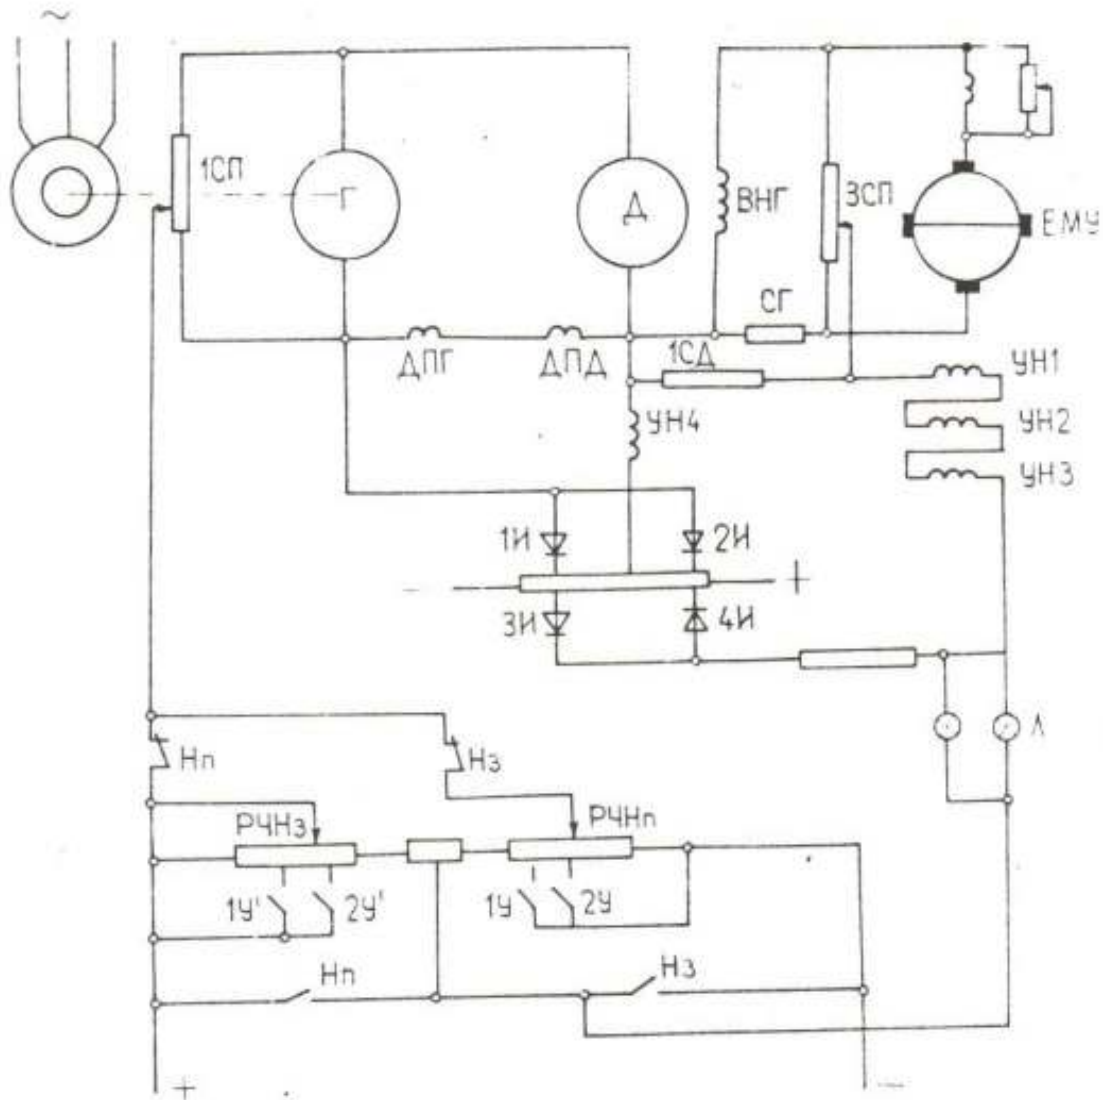 ~
1СП
Г
Д
ВНГ
3СП
ЕМУ
СГ
ДПГ
ДПД
1СД
УН1
УН4
УН2
УН3
1И
2И
-
+
3И
4И
Л
Нп
Нз
РЧНз
РЧНп
1У'
2У'
1У
2У
Нп
Нз
+
-